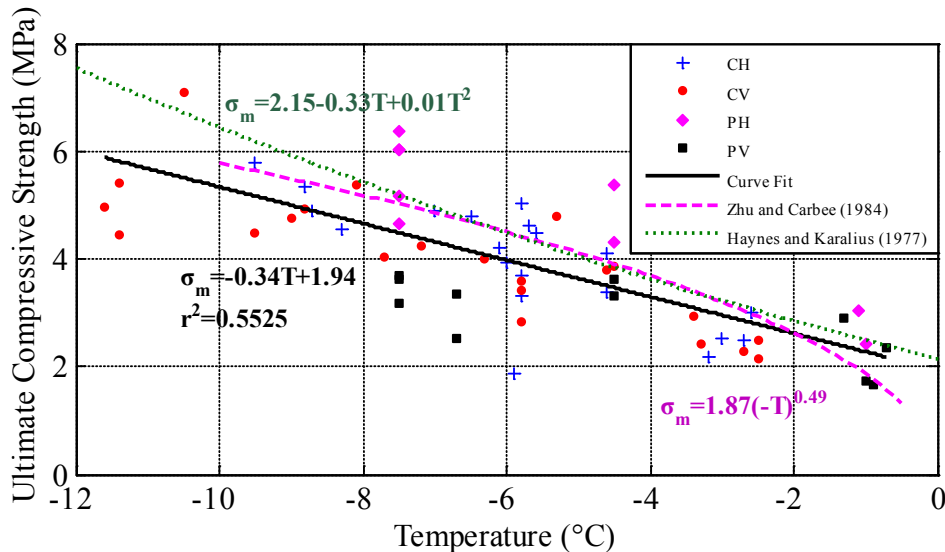 Ultimate Compressive Strength (MPa)
8
6
4
2
0
-12
-10
-8
-6
-4
-2
0
Temperature (°C)
σm=2.15-0.33T+0.01T²
σm=-0.34T+1.94
r²=0.5525
σm=1.87(-T)^0.49
CH
CV
PH
PV
Curve Fit
Zhu and Carbee (1984)
Haynes and Karalius (1977)